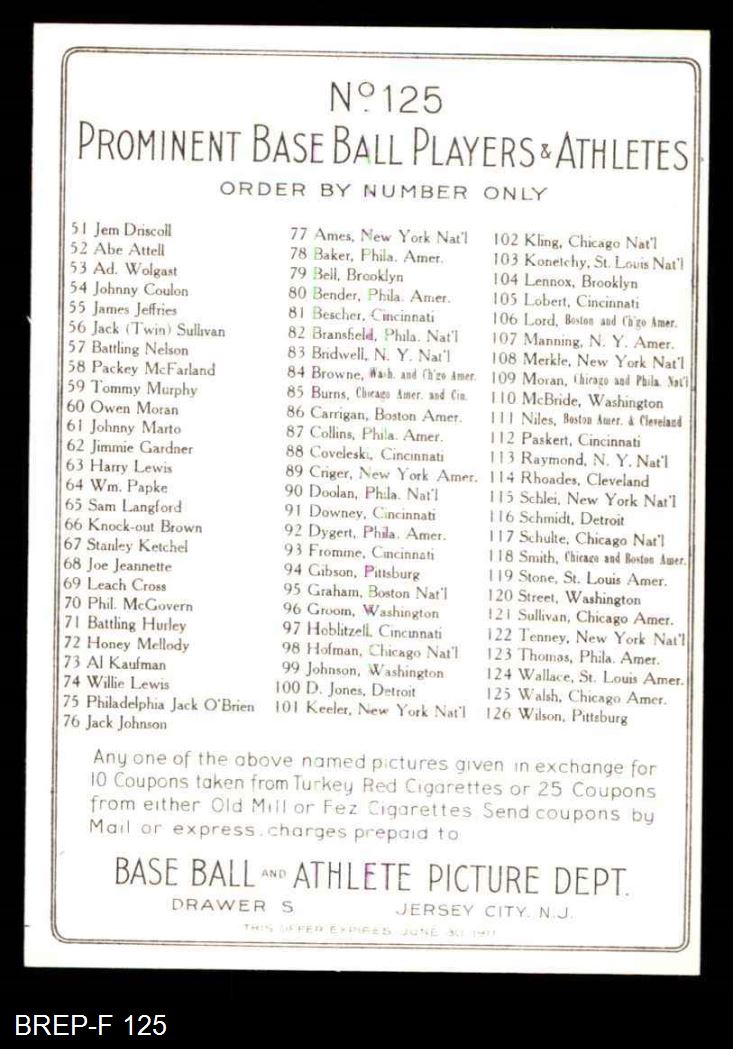 Nº 125
PROMINENT BASE BALL PLAYERS & ATHLETES
ORDER BY NUMBER ONLY
51 Jem Driscoll
52 Abe Attell
53 Ad. Wolgast
54 Johnny Coulon
55 James Jeffries
56 Jack (Twin) Sullivan
57 Battling Nelson
58 Packey McFarland
59 Tommy Murphy
60 Owen Moran
61 Johnny Marto
62 Jimmie Gardner
63 Harry Lewis
64 Wm. Papke
65 Sam Langford
66 Knock-out Brown
67 Stanley Ketchel
68 Joe Jeannette
69 Leach Cross
70 Phil. McGovern
71 Battling Hurley
72 Honey Mellody
73 Al Kaufman
74 Willie Lewis
75 Philadelphia Jack O'Brien
76 Jack Johnson
77 Ames, New York Nat'l
78 Baker, Phila. Amer.
79 Bell, Brooklyn
80 Bender, Phila. Amer.
81 Bescher, Cincinnati
82 Bransfield, Phila. Nat'l
83 Bridwell, N. Y. Nat'l
84 Browne, Wash. and Ch'go Amer.
85 Burns, Chicago Amer. and Cin.
86 Carrigan, Boston Amer.
87 Collins, Phila. Amer.
88 Coveleski, Cincinnati
89 Criger, New York Amer.
90 Doolan, Phila. Nat'l
91 Downey, Cincinnati
92 Dygert, Phila. Amer.
93 Fromme, Cincinnati
94 Gibson, Pittsburg
95 Graham, Boston Nat'l
96 Groom, Washington
97 Hoblitzell, Cincinnati
98 Hofman, Chicago Nat'l
99 Johnson, Washington
100 D. Jones, Detroit
101 Keeler, New York Nat'l
102 Kling, Chicago Nat'l
103 Konetchy, St. Louis Nat'l
104 Lennox, Brooklyn
105 Lobert, Cincinnati
106 Lord, Boston and Ch'go Amer.
107 Manning, N. Y. Amer.
108 Merkle, New York Nat'l
109 Moran, Chicago and Phila. Nat'l
110 McBride, Washington
111 Niles, Boston Amer. & Cleveland
112 Paskert, Cincinnati
113 Raymond, N. Y. Nat'l
114 Rhoades, Cleveland
115 Schlei, New York Nat'l
116 Schmidt, Detroit
117 Schulte, Chicago Nat'l
118 Smith, Chicago and Boston Amer.
119 Stone, St. Louis Amer.
120 Street, Washington
121 Sullivan, Chicago Amer.
122 Tenney, New York Nat'l
123 Thomas, Phila. Amer.
124 Wallace, St. Louis Amer.
125 Walsh, Chicago Amer.
126 Wilson, Pittsburg
Any one of the above named pictures given in exchange for
10 Coupons taken from Turkey Red Cigarettes or 25 Coupons
from either Old Mill or Fez Cigarettes Send coupons by
Mail or express, charges prepaid to
BASE BALL AND ATHLETE PICTURE DEPT.
DRAWER S JERSEY CITY. N.J.
THIS OFFER EXPIRES JUNE 30, 1911
BREP-F 125